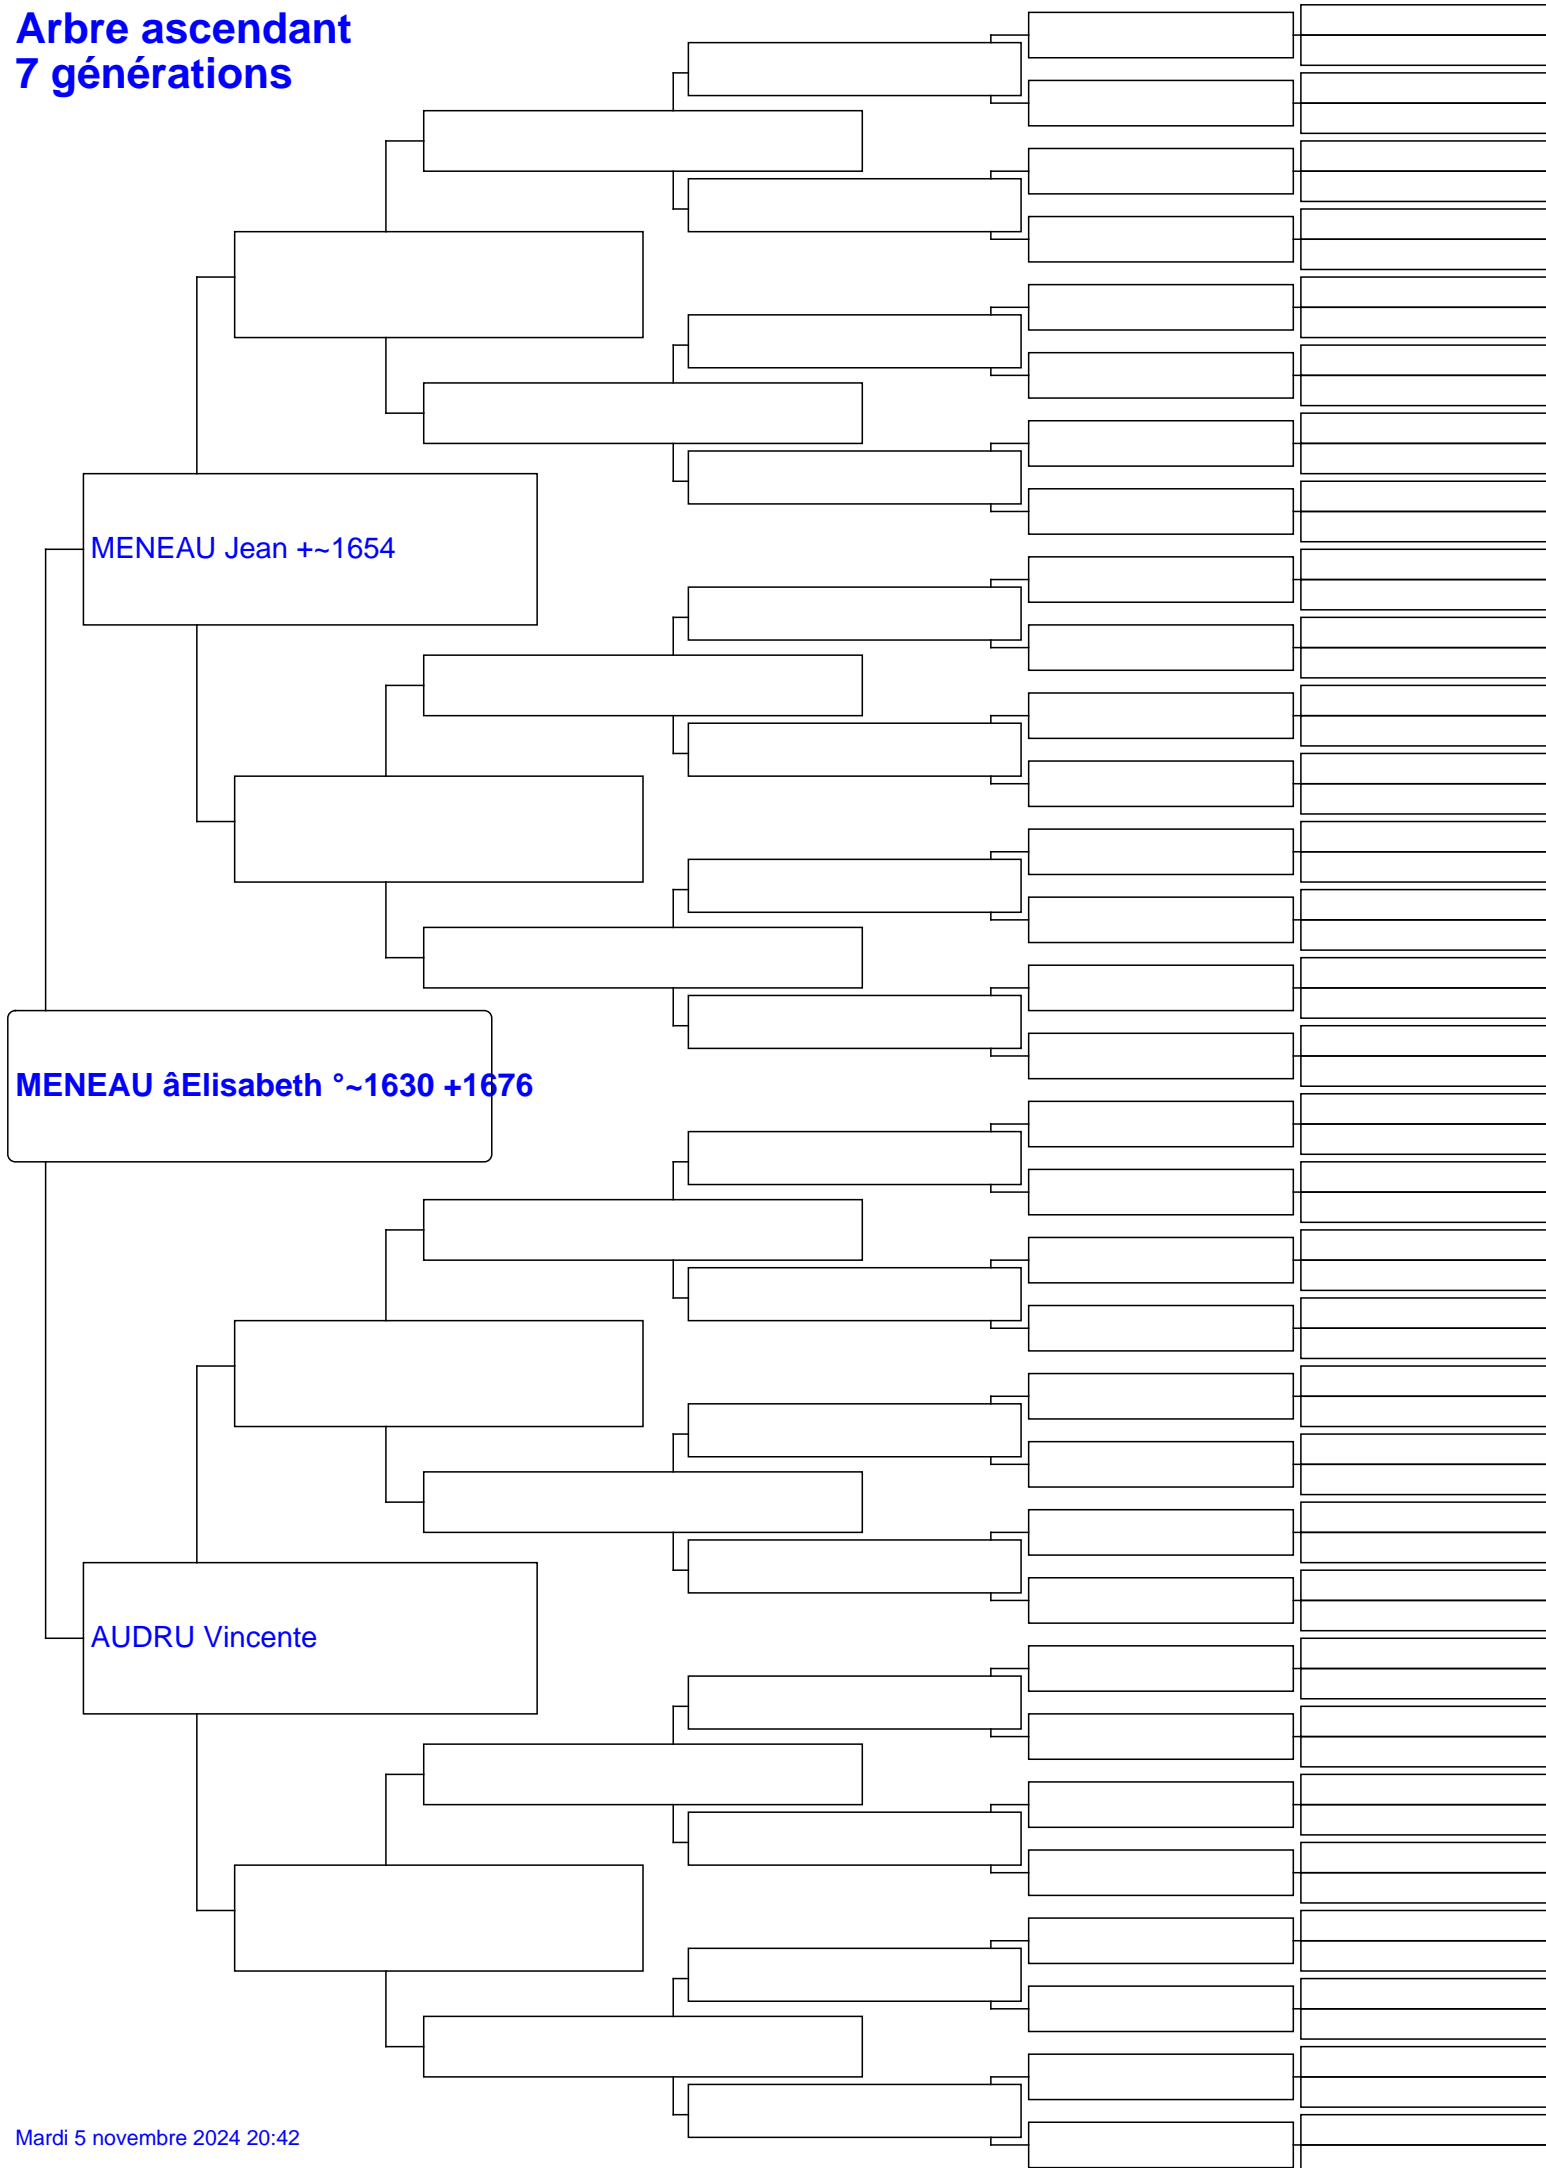 Arbre ascendant
7 générations
MENEAU Jean +~1654
MENEAU âElisabeth °~1630 +1676
AUDRU Vincente
Mardi 5 novembre 2024 20:42